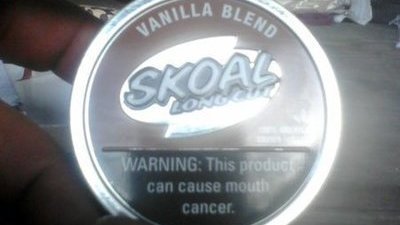 VANILLA BLEND
SKOAL
LONG CUT
WARNING: This product
can cause mouth
cancer.